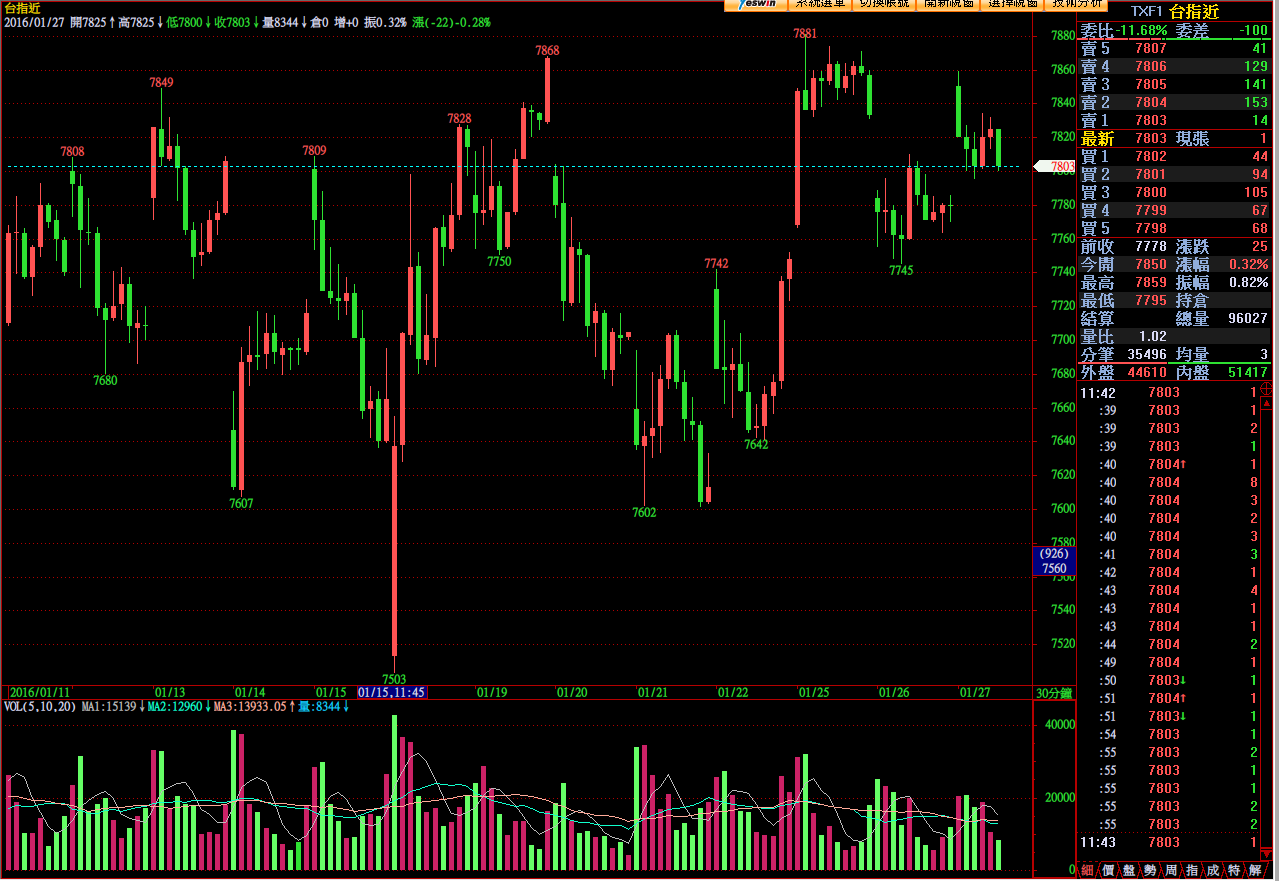 台指近
2016/01/27 開7825↑高7825↓低7800↓收7803↓量8344↓倉0 增+0 振0.32% 漲(-22)-0.28%
Yeswin 系統選單 切換帳號 開新視窗 選擇視窗 技術分析
7881
7868
7849
7828
7808
7809
7742
7750
7745
7680
7642
7607
7602
7503
7880
7860
7840
7820
7803
7800
7780
7760
7740
7720
7700
7680
7660
7640
7620
7600
7580
(926)
7560
7560
7540
7520
2016/01/11 01/13 01/14 01/15 01/15,11:45 01/19 01/20 01/21 01/22 01/25 01/26 01/27 30分鐘
VOL(5,10,20) MA1:15139↓MA2:12960↓MA3:13933.05↑量:8344↓
40000
20000
0
TXF1 台指近
委比-11.68% 委差 -100
賣5 7807 41
賣4 7806 129
賣3 7805 141
賣2 7804 153
賣1 7803 14
最新 7803 現張 1
買1 7802 44
買2 7801 94
買3 7800 105
買4 7799 67
買5 7798 68
前收 7778 漲跌 25
今開 7850 漲幅 0.32%
最高 7859 振幅 0.82%
最低 7795 持倉
結算 總量 96027
量比 1.02
分筆 35496 均量 3
外盤 44610 內盤 51417
11:42 7803 1
:39 7803 1
:39 7803 2
:39 7803 1
:40 7804↑ 1
:40 7804 8
:40 7804 3
:40 7804 2
:40 7804 3
:41 7804 3
:42 7804 1
:43 7804 4
:43 7804 1
:43 7804 1
:44 7804 2
:49 7804 1
:50 7803↓ 1
:51 7804↑ 1
:51 7803↓ 1
:54 7803 1
:55 7803 2
:55 7803 1
:55 7803 1
:55 7803 2
:55 7803 2
11:43 7803 1
細 價 盤 勢 周 指 成 特 解